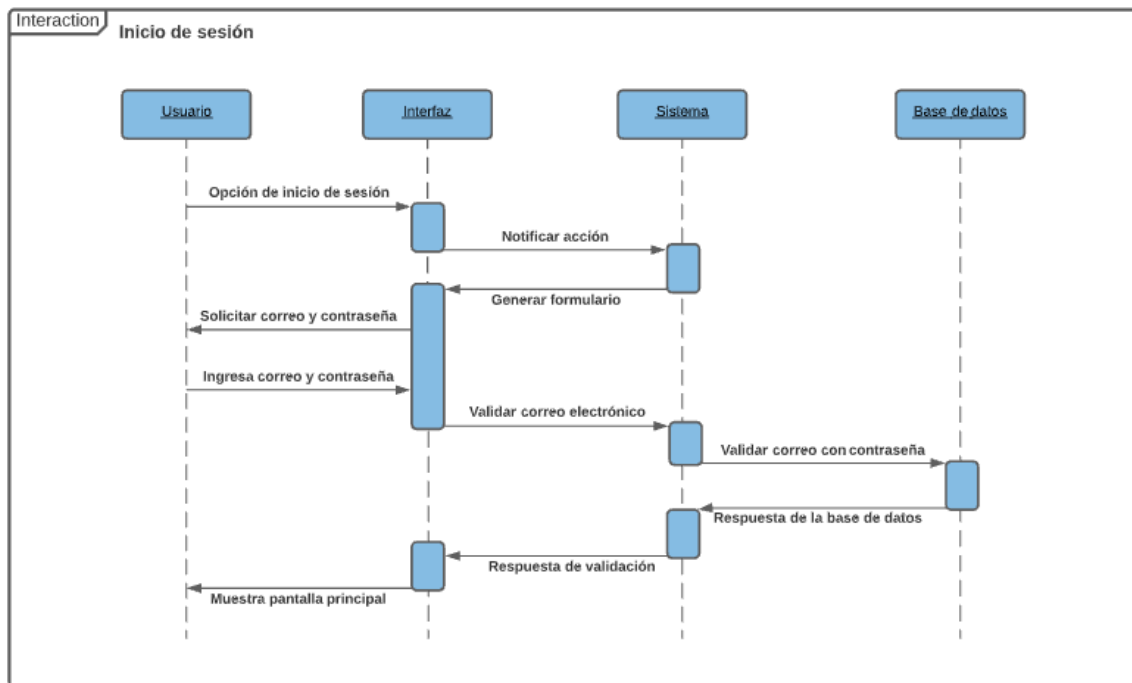 Interaction
Inicio de sesión
Usuario
Interfaz
Sistema
Base de datos
Opción de inicio de sesión
Notificar acción
Generar formulario
Solicitar correo y contraseña
Ingresa correo y contraseña
Validar correo electrónico
Validar correo con contraseña
Respuesta de la base de datos
Respuesta de validación
Muestra pantalla principal